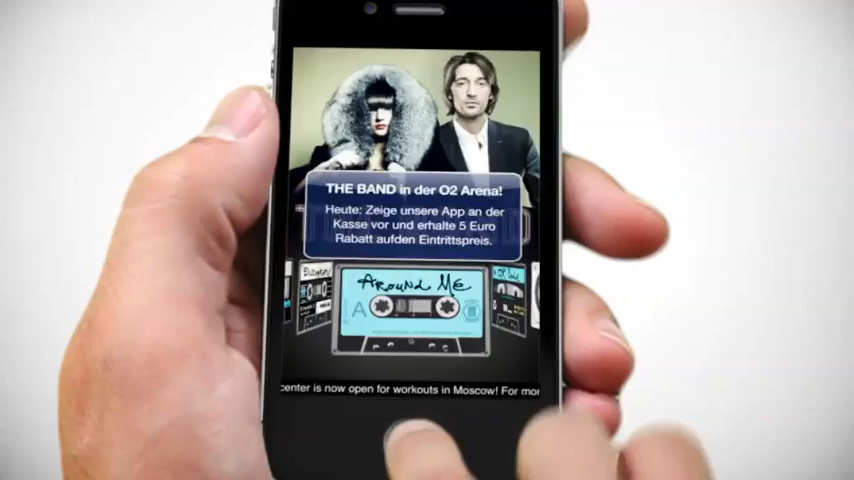 THE BAND in der O2 Arena!
Heute: Zeige unsere App an der
Kasse vor und erhalte 5 Euro
Rabatt aufden Eintrittspreis.
AROUND ME
A
center is now open for workouts in Moscow! For mor